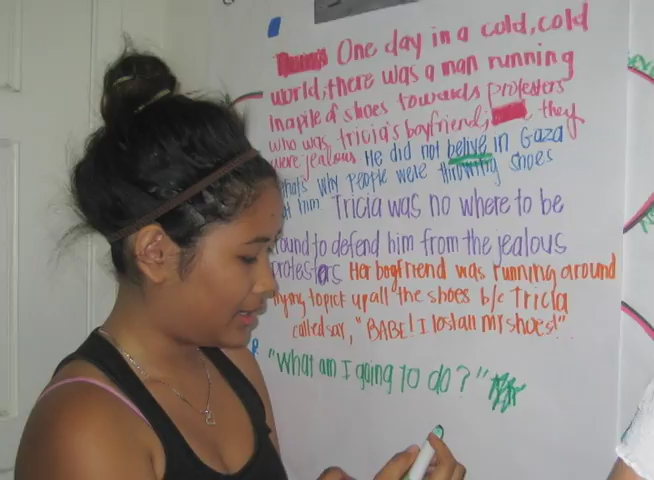 One day in a cold, cold
world, there was a man running
in a pile of shoes towards protesters
who was tricia's boyfriend; they
were jealous. He did not belive in Gaza
that's why people were throwing shoes
at him Tricia was no where to be
round to defend him from the jealous
protestors Her boyfriend was running around
trying to pick up all the shoes b/c Tricia
called say, "BABE! I lost all my shoes!"
"What am I going to do?"